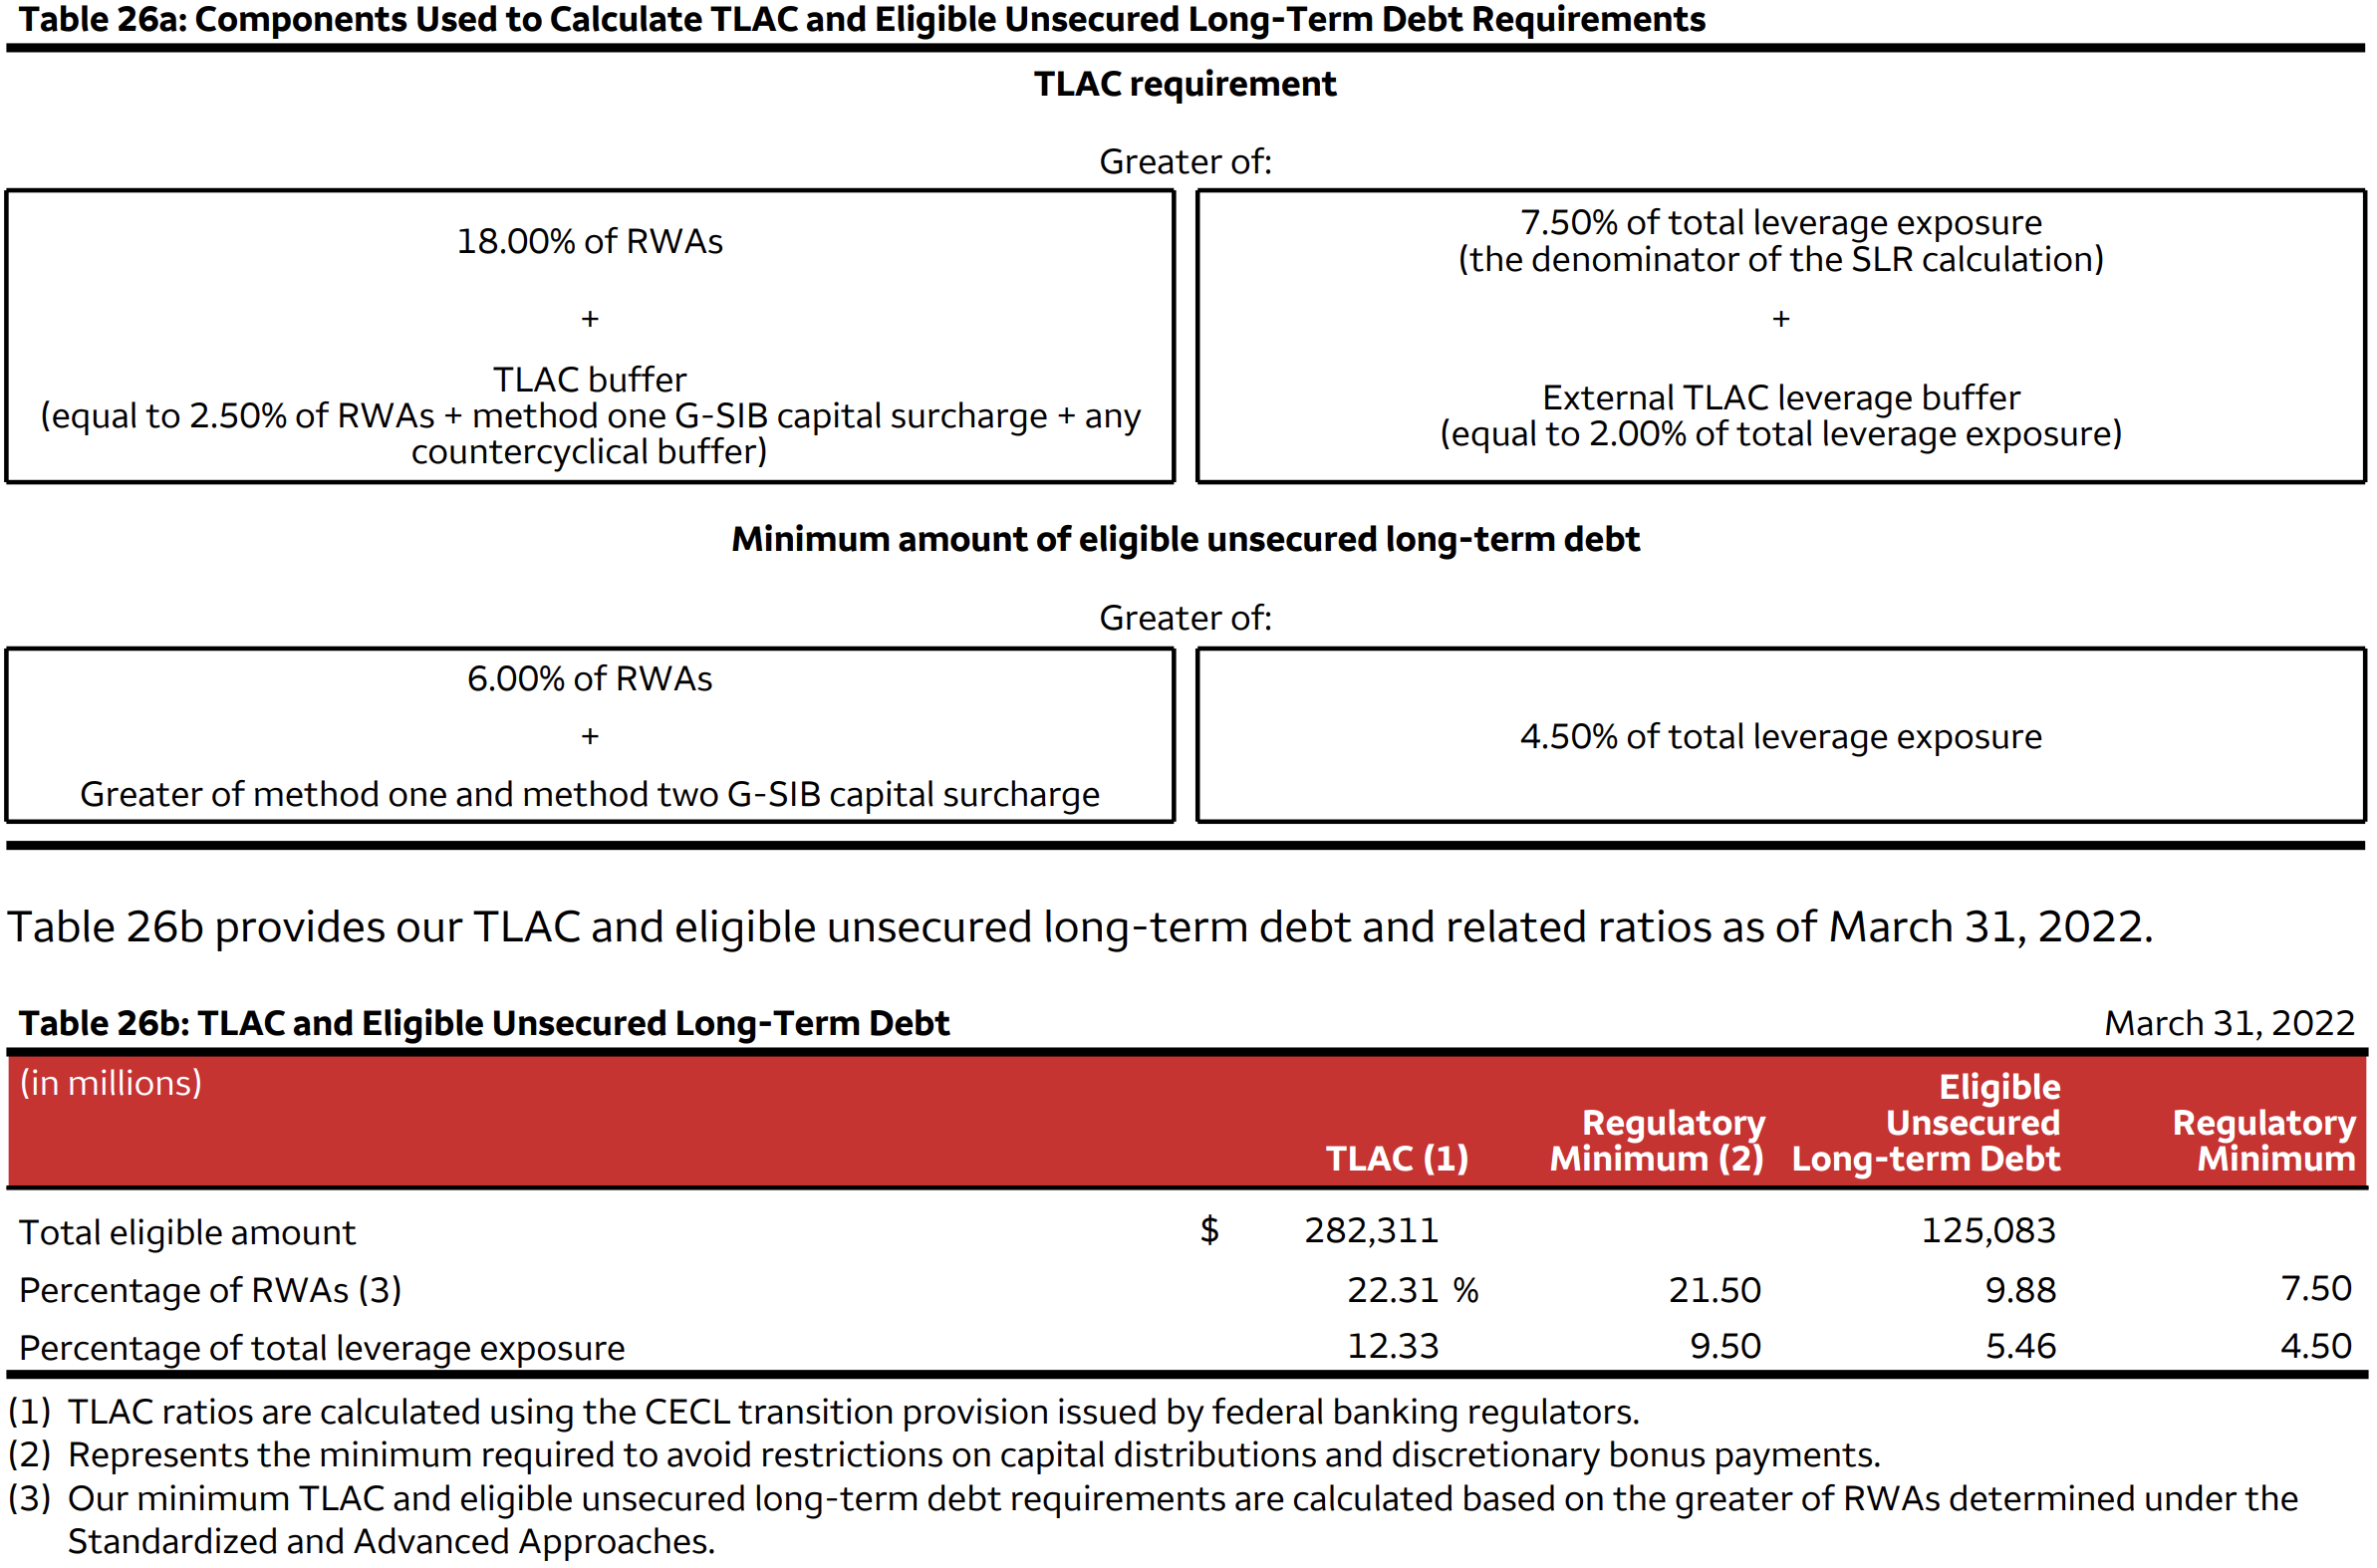 Table 26a: Components Used to Calculate TLAC and Eligible Unsecured Long-Term Debt Requirements
TLAC requirement
Greater of:
18.00% of RWAs
+
TLAC buffer
(equal to 2.50% of RWAs + method one G-SIB capital surcharge + any
countercyclical buffer)
7.50% of total leverage exposure
(the denominator of the SLR calculation)
+
External TLAC leverage buffer
(equal to 2.00% of total leverage exposure)
Minimum amount of eligible unsecured long-term debt
Greater of:
6.00% of RWAs
+
Greater of method one and method two G-SIB capital surcharge
4.50% of total leverage exposure
Table 26b provides our TLAC and eligible unsecured long-term debt and related ratios as of March 31, 2022.
Table 26b: TLAC and Eligible Unsecured Long-Term Debt March 31, 2022
(in millions) Eligible
Regulatory Unsecured Regulatory
TLAC (1) Minimum (2) Long-term Debt Minimum
Total eligible amount $ 282,311 125,083
Percentage of RWAs (3) 22.31 % 21.50 9.88 7.50
Percentage of total leverage exposure 12.33 9.50 5.46 4.50
(1) TLAC ratios are calculated using the CECL transition provision issued by federal banking regulators.
(2) Represents the minimum required to avoid restrictions on capital distributions and discretionary bonus payments.
(3) Our minimum TLAC and eligible unsecured long-term debt requirements are calculated based on the greater of RWAs determined under the
Standardized and Advanced Approaches.